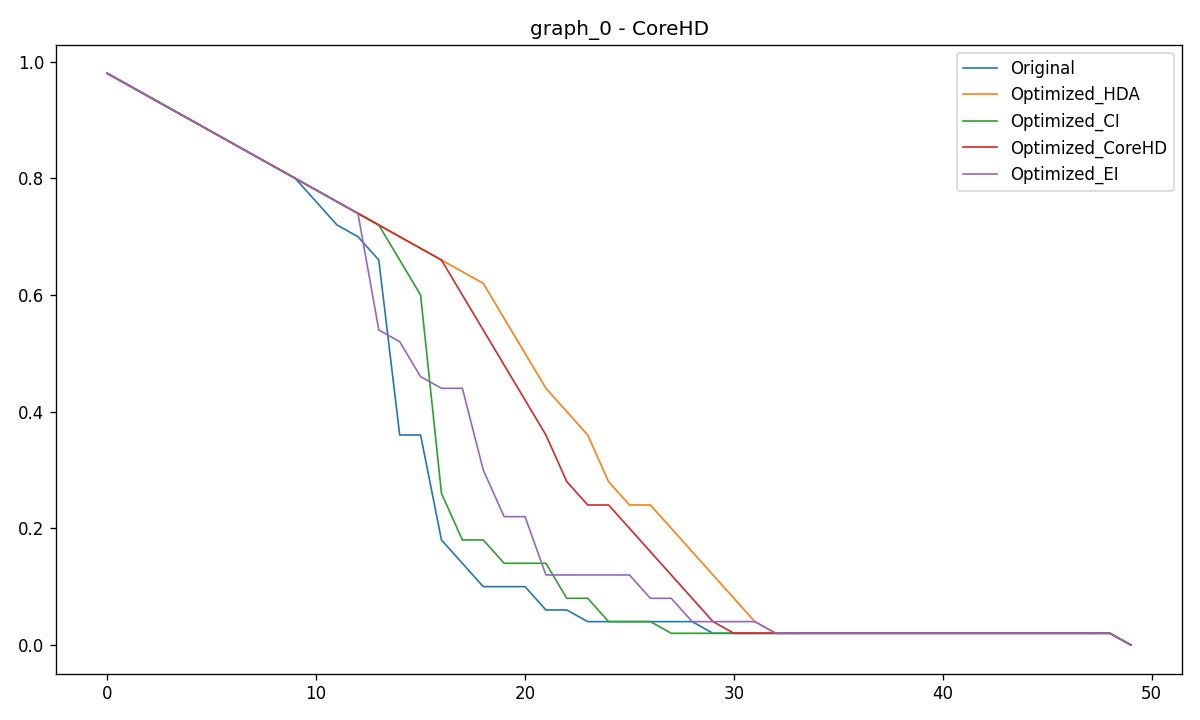 graph_0 - CoreHD
1.0
0.8
0.6
0.4
0.2
0.0
0 10 20 30 40 50
Original
Optimized_HDA
Optimized_CI
Optimized_CoreHD
Optimized_EI